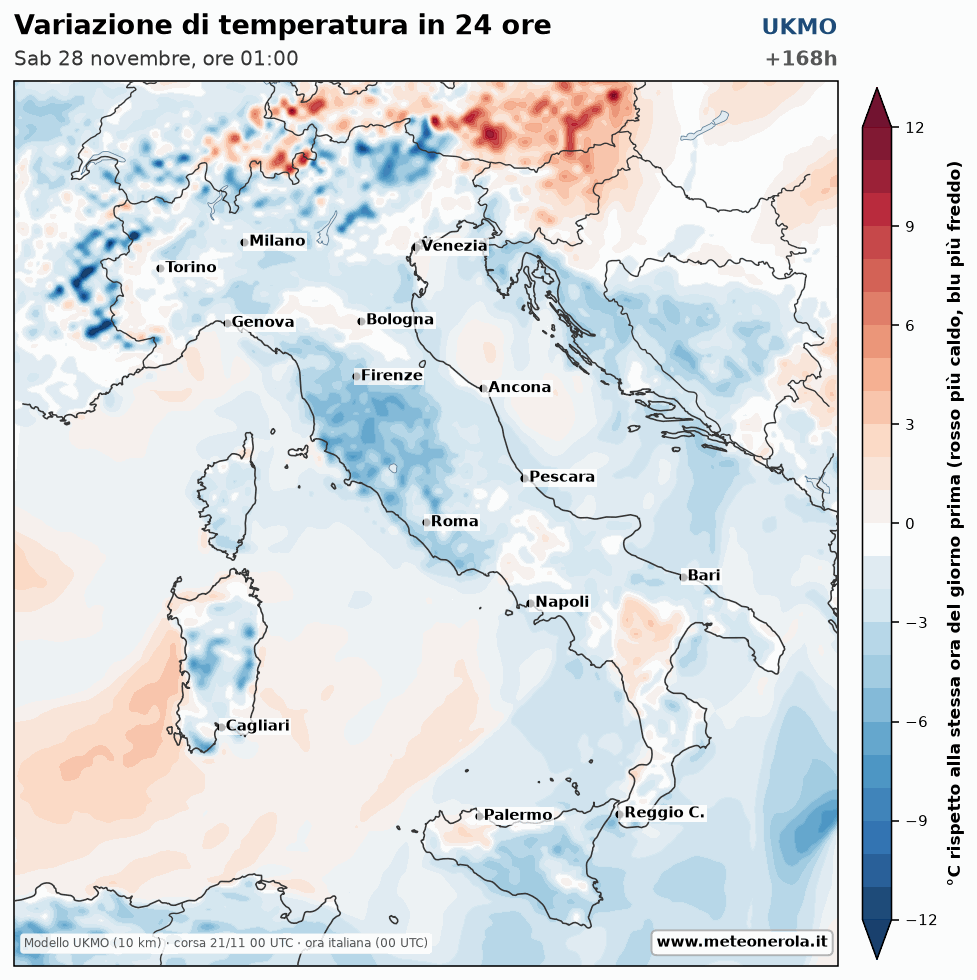 Variazione di temperatura in 24 ore
UKMO
Sab 28 novembre, ore 01:00
+168h
Milano
Venezia
Torino
Genova
Bologna
Firenze
Ancona
Pescara
Roma
Bari
Napoli
Cagliari
Palermo
Reggio C.
12
9
6
3
0
−3
−6
−9
−12
°C rispetto alla stessa ora del giorno prima (rosso più caldo, blu più freddo)
Modello UKMO (10 km) · corsa 21/11 00 UTC · ora italiana (00 UTC)
www.meteonerola.it